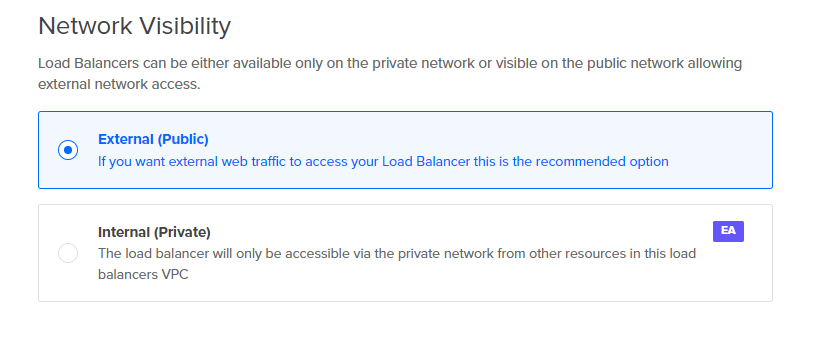 Network Visibility
Load Balancers can be either available only on the private network or visible on the public network allowing
external network access.
External (Public)
If you want external web traffic to access your Load Balancer this is the recommended option
Internal (Private)
EA
The load balancer will only be accessible via the private network from other resources in this load
balancers VPC